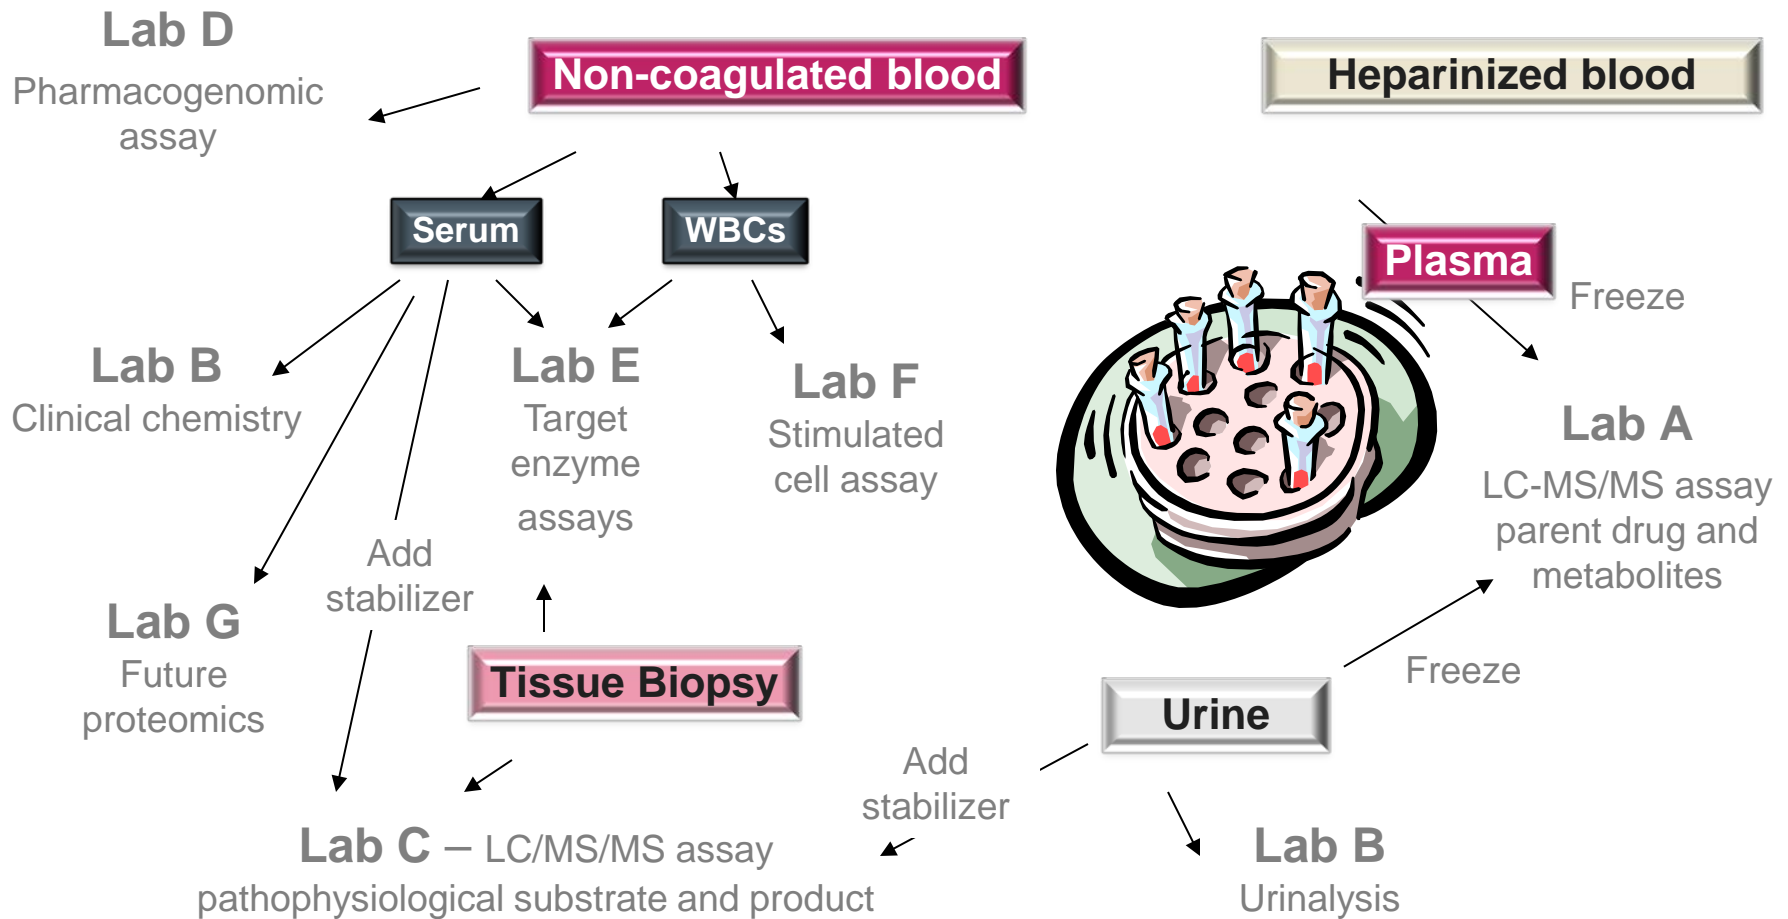 Lab D
Pharmacogenomic
assay
Non-coagulated blood
Heparinized blood
Serum
WBCs
Plasma
Freeze
Lab B
Clinical chemistry
Lab E
Target
enzyme
assays
Lab F
Stimulated
cell assay
Lab A
LC-MS/MS assay
parent drug and
metabolites
Add
stabilizer
Lab G
Future
proteomics
Tissue Biopsy
Freeze
Urine
Add
stabilizer
Lab C – LC/MS/MS assay
pathophysiological substrate and product
Lab B
Urinalysis